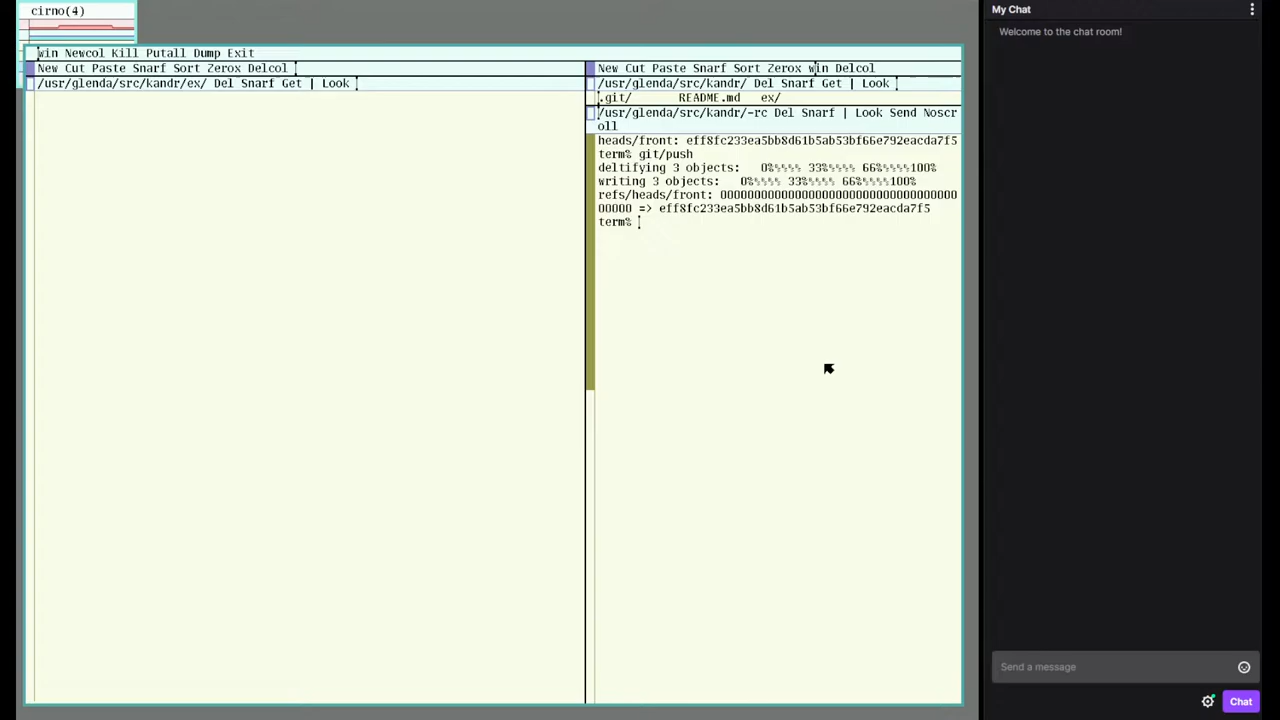 cirno(4)
win Newcol Kill Putall Dump Exit
New Cut Paste Snarf Sort Zerox Delcol
/usr/glenda/src/kandr/ex/ Del Snarf Get | Look
New Cut Paste Snarf Sort Zerox win Delcol
/usr/glenda/src/kandr/ Del Snarf Get | Look
.git/ README.md ex/
/usr/glenda/src/kandr/-rc Del Snarf | Look Send Noscr
oll
heads/front: eff8fc233ea5bb8d61b5ab53bf66e792eacda7f5
term% git/push
deltifying 3 objects: 0%%%%% 33%%%%% 66%%%%%100%
writing 3 objects: 0%%%%% 33%%%%% 66%%%%%100%
refs/heads/front: 00000000000000000000000000000000000
00000 => eff8fc233ea5bb8d61b5ab53bf66e792eacda7f5
term%
My Chat
Welcome to the chat room!
Send a message
Chat